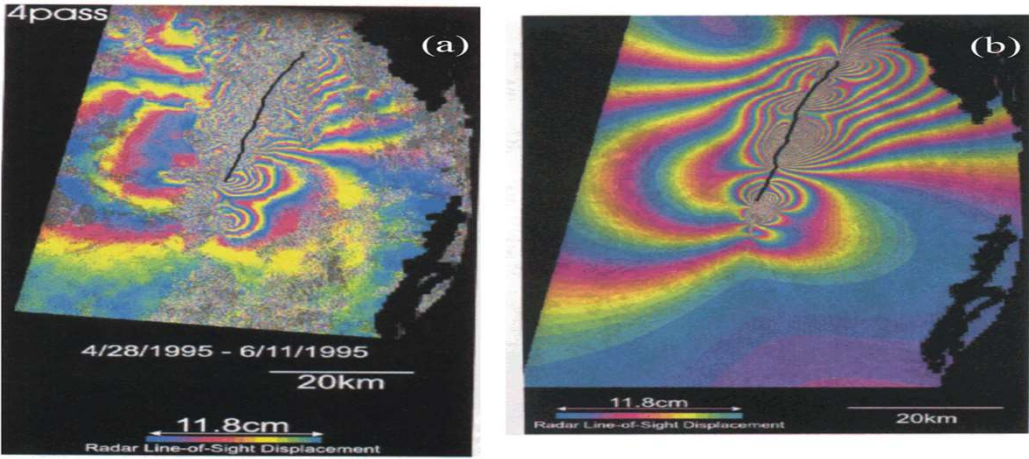 4pass
(a)
4/28/1995 - 6/11/1995
20km
11.8cm
Radar Line-of-Sight Displacement
(b)
11.8cm
Radar Line-of-Sight Displacement
20km